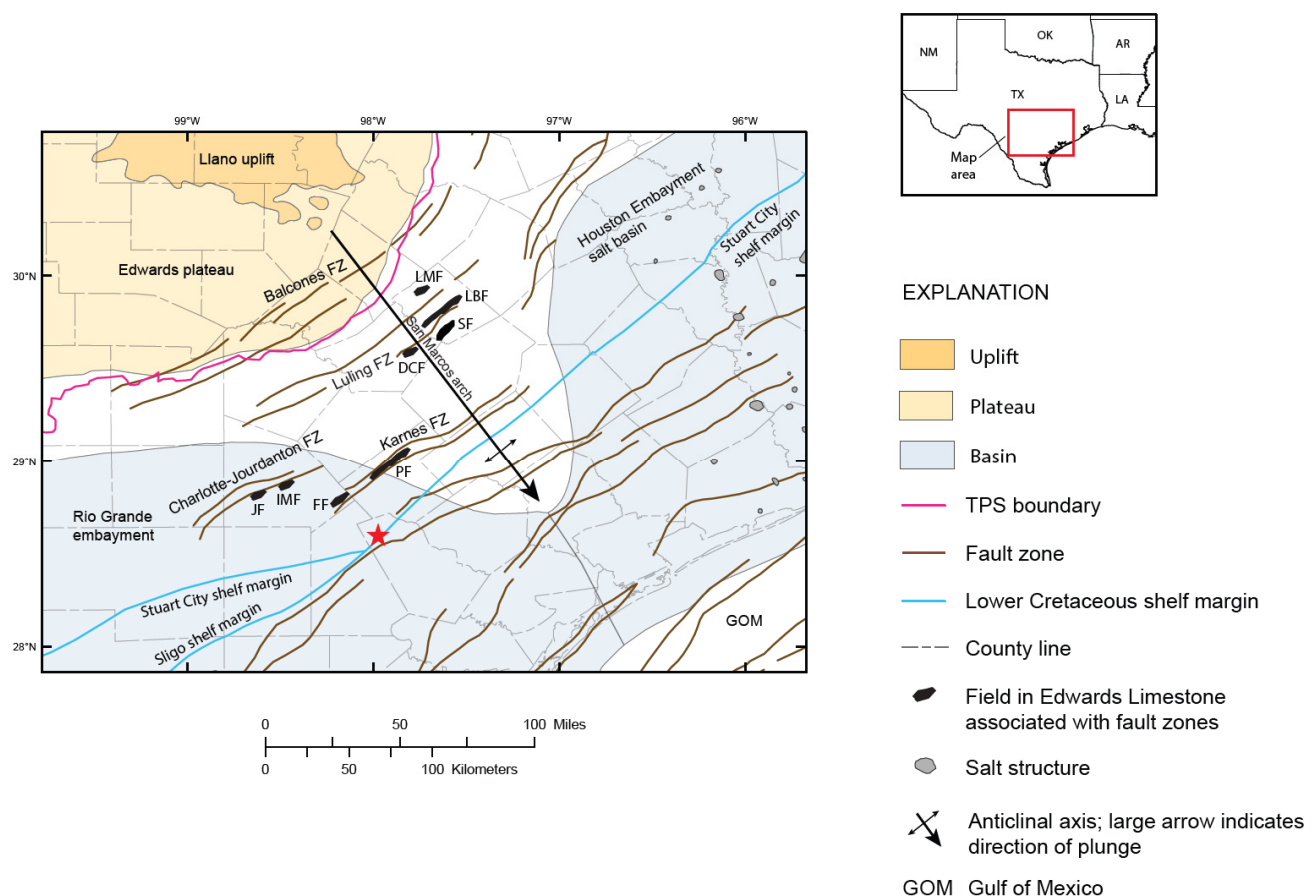 99°W
98°W
97°W
96°W
30°N
29°N
28°N
Llano uplift
Edwards plateau
Balcones FZ
Houston Embayment
salt basin
Stuart City
shelf margin
LMF
LBF
SF
DCF
San Marcos arch
Luling FZ
Karnes FZ
PF
Charlotte-Jourdanton FZ
JF
IMF
FF
Rio Grande
embayment
Stuart City shelf margin
Sligo shelf margin
GOM
0 50 100 Miles
0 50 100 Kilometers
NM
OK
AR
TX
LA
Map
area
EXPLANATION
Uplift
Plateau
Basin
TPS boundary
Fault zone
Lower Cretaceous shelf margin
County line
Field in Edwards Limestone
associated with fault zones
Salt structure
Anticlinal axis; large arrow indicates
direction of plunge
GOM Gulf of Mexico